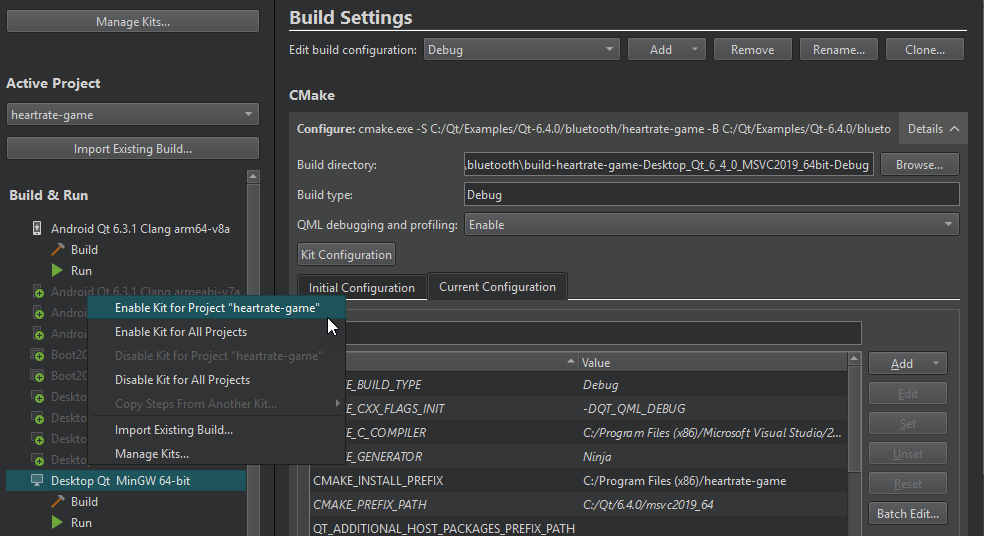 Manage Kits...
Active Project
heartrate-game
Import Existing Build...
Build & Run
Android Qt 6.3.1 Clang arm64-v8a
Build
Run
Android Qt 6.3.1 Clang armeabi-v7a
Andro
Andro
Boot2Q
Boot2Q
Deskto
Deskto
Deskto
Deskto
Desktop Qt MinGW 64-bit
Build
Run
Enable Kit for Project "heartrate-game"
Enable Kit for All Projects
Disable Kit for Project "heartrate-game"
Disable Kit for All Projects
Copy Steps From Another Kit...
Import Existing Build...
Manage Kits...
Build Settings
Edit build configuration: Debug Add Remove Rename... Clone...
CMake
Configure: cmake.exe -S C:/Qt/Examples/Qt-6.4.0/bluetooth/heartrate-game -B C:/Qt/Examples/Qt-6.4.0/blueto Details
Build directory: \bluetooth\build-heartrate-game-Desktop_Qt_6_4_0_MSVC2019_64bit-Debug Browse...
Build type: Debug
QML debugging and profiling: Enable
Kit Configuration
Initial Configuration Current Configuration
Value
KE_BUILD_TYPE Debug
KE_CXX_FLAGS_INIT -DQT_QML_DEBUG
KE_C_COMPILER C:/Program Files (x86)/Microsoft Visual Studio/2...
KE_GENERATOR Ninja
CMAKE_INSTALL_PREFIX C:/Program Files (x86)/heartrate-game
CMAKE_PREFIX_PATH C:/Qt/6.4.0/msvc2019_64
QT_ADDITIONAL_HOST_PACKAGES_PREFIX_PATH
Add
Edit
Set
Unset
Reset
Batch Edit...